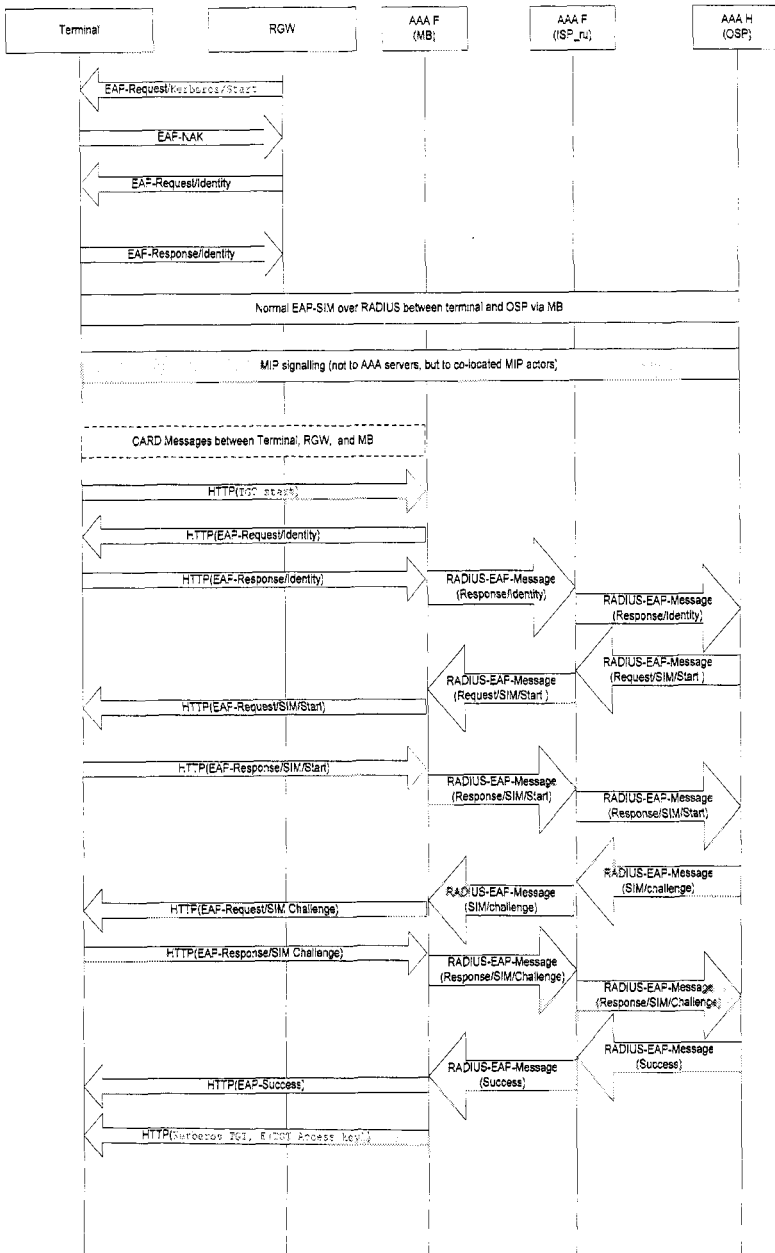 Terminal
RGW
AAA F
(MB)
AAA F
(ISP_ru)
AAA H
(OSP)
EAP-Request/Kerberos/Start
EAP-NAK
EAP-Request/Identity
EAP-Response/Identity
Normal EAP-SIM over RADIUS between terminal and OSP via MB
MIP signalling (not to AAA servers, but to co-located MIP actors)
CARD Messages between Terminal, RGW, and MB
HTTP(TGT start)
HTTP(EAP-Request/Identity)
HTTP(EAP-Response/Identity)
RADIUS-EAP-Message
(Response/Identity)
RADIUS-EAP-Message
(Response/Identity)
RADIUS-EAP-Message
(Request/SIM/Start )
RADIUS-EAP-Message
(Request/SIM/Start )
HTTP(EAP-Request/SIM/Start)
HTTP(EAP-Response/SIM/Start)
RADIUS-EAP-Message
(Response/SIM/Start)
RADIUS-EAP-Message
(Response/SIM/Start)
RADIUS-EAP-Message
(SIM/challenge)
RADIUS-EAP-Message
(SIM/challenge)
HTTP(EAP-Request/SIM Challenge)
HTTP(EAP-Response/SIM Challenge)
RADIUS-EAP-Message
(Response/SIM/Challenge)
RADIUS-EAP-Message
(Response/SIM/Challenge)
RADIUS-EAP-Message
(Success)
RADIUS-EAP-Message
(Success)
HTTP(EAP-Success)
HTTP(Kerberos TGT, E(TGT Access key))